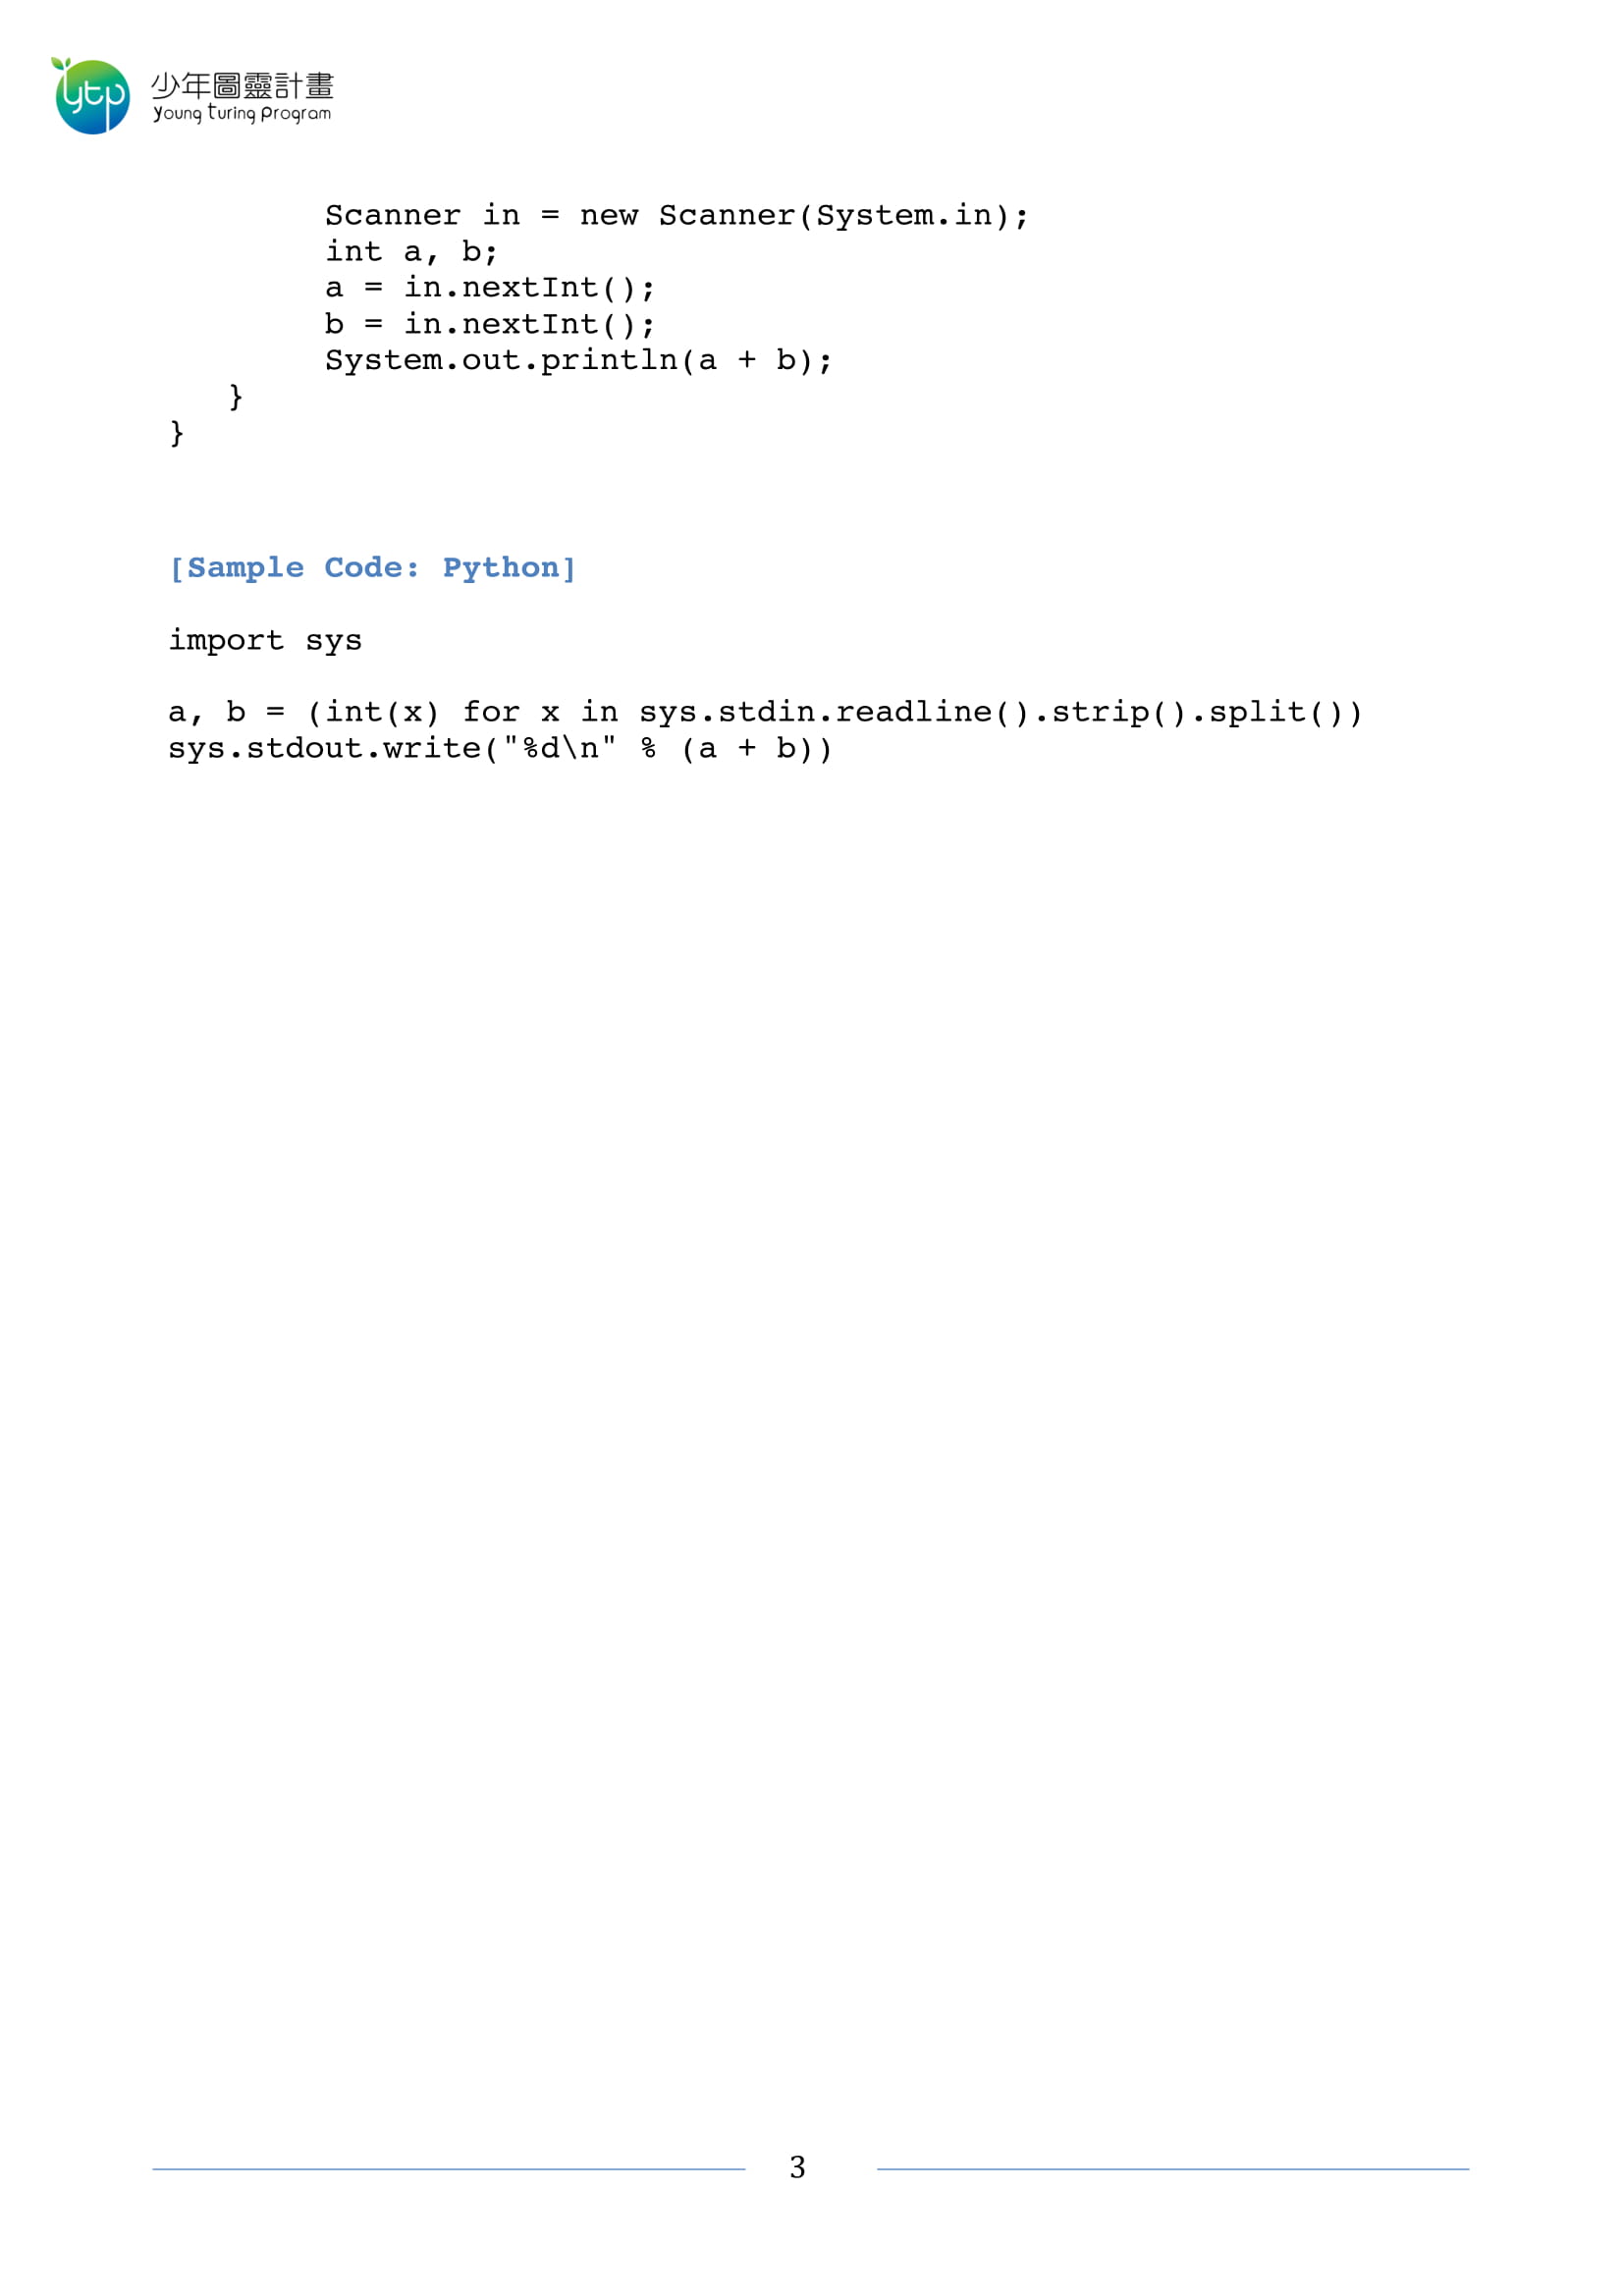 ytp
少年圖靈計畫
Young Turing Program
Scanner in = new Scanner(System.in);
int a, b;
a = in.nextInt();
b = in.nextInt();
System.out.println(a + b);
}
}
[Sample Code: Python]
import sys
a, b = (int(x) for x in sys.stdin.readline().strip().split())
sys.stdout.write("%d\n" % (a + b))
3